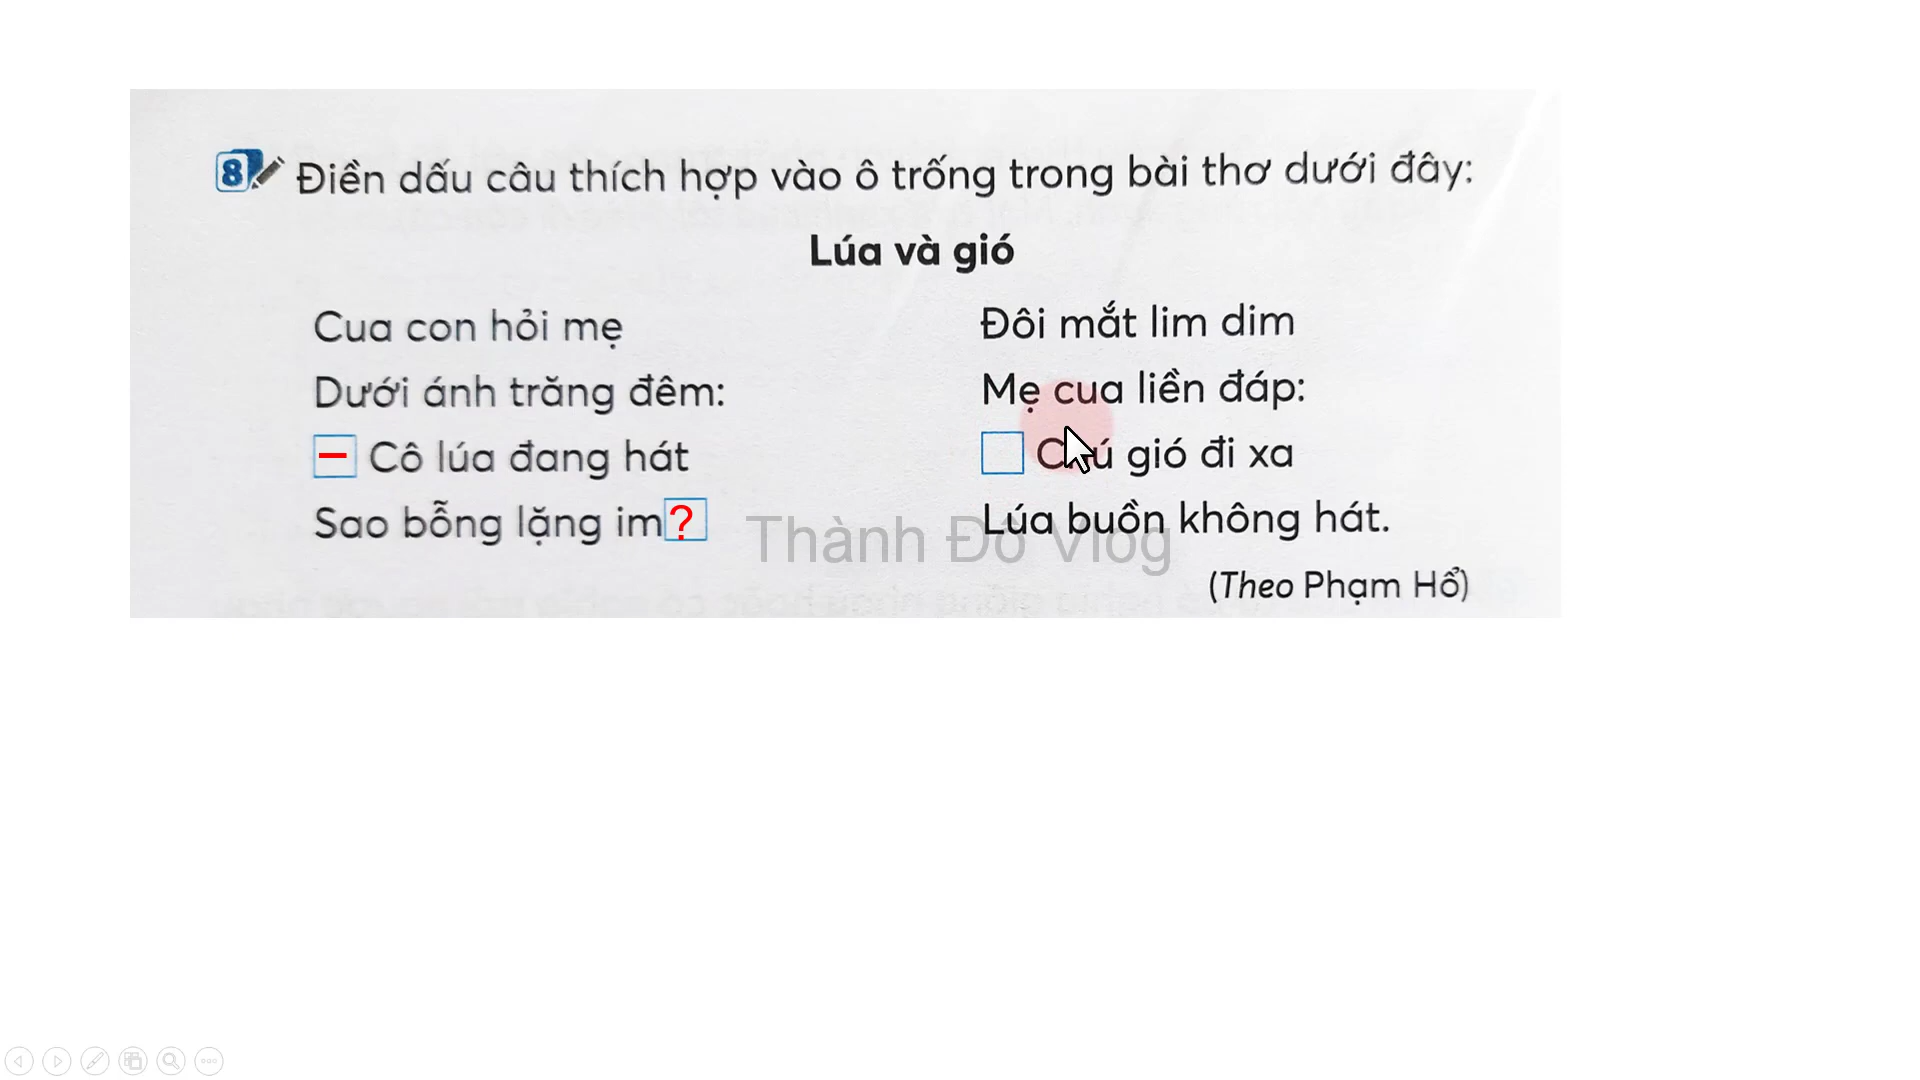 8 Điền dấu câu thích hợp vào ô trống trong bài thơ dưới đây:
Lúa và gió
Cua con hỏi mẹ
Dưới ánh trăng đêm:
– Cô lúa đang hát
Sao bỗng lặng im?
Đôi mắt lim dim
Mẹ cua liền đáp:
Chú gió đi xa
Lúa buồn không hát.
(Theo Phạm Hổ)
Thành Đô Vlog